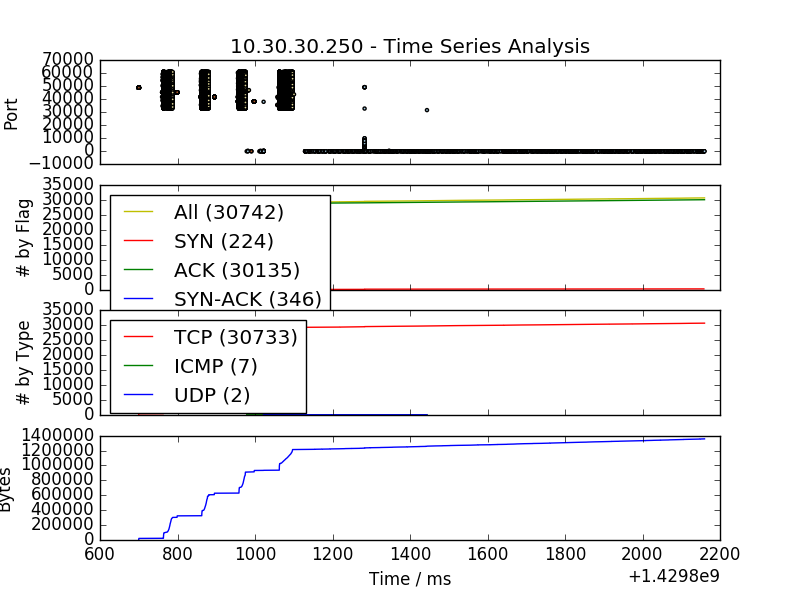 10.30.30.250 - Time Series Analysis
70000
60000
50000
40000
30000
20000
10000
0
−10000
Port
35000
30000
25000
20000
15000
10000
5000
0
# by Flag
All (30742)
SYN (224)
ACK (30135)
SYN-ACK (346)
35000
30000
25000
20000
15000
10000
5000
0
# by Type
TCP (30733)
ICMP (7)
UDP (2)
1400000
1200000
1000000
800000
600000
400000
200000
0
Bytes
600 800 1000 1200 1400 1600 1800 2000 2200
Time / ms
+1.4298e9